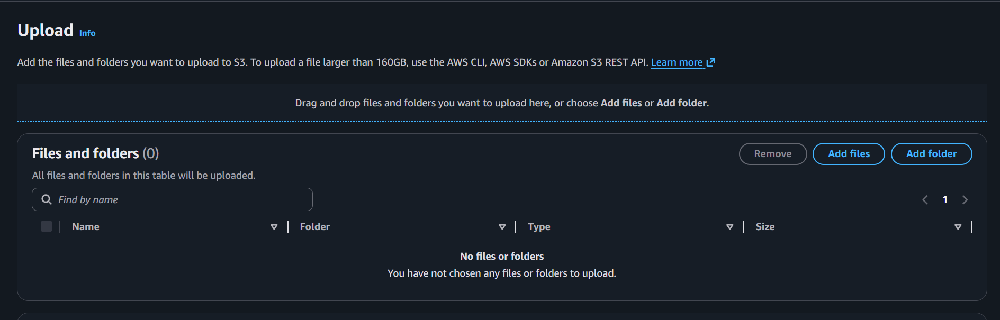 Upload Info
Add the files and folders you want to upload to S3. To upload a file larger than 160GB, use the AWS CLI, AWS SDKs or Amazon S3 REST API. Learn more
Drag and drop files and folders you want to upload here, or choose Add files or Add folder.
Files and folders (0)
Remove Add files Add folder
All files and folders in this table will be uploaded.
Find by name
1
Name Folder Type Size
No files or folders
You have not chosen any files or folders to upload.